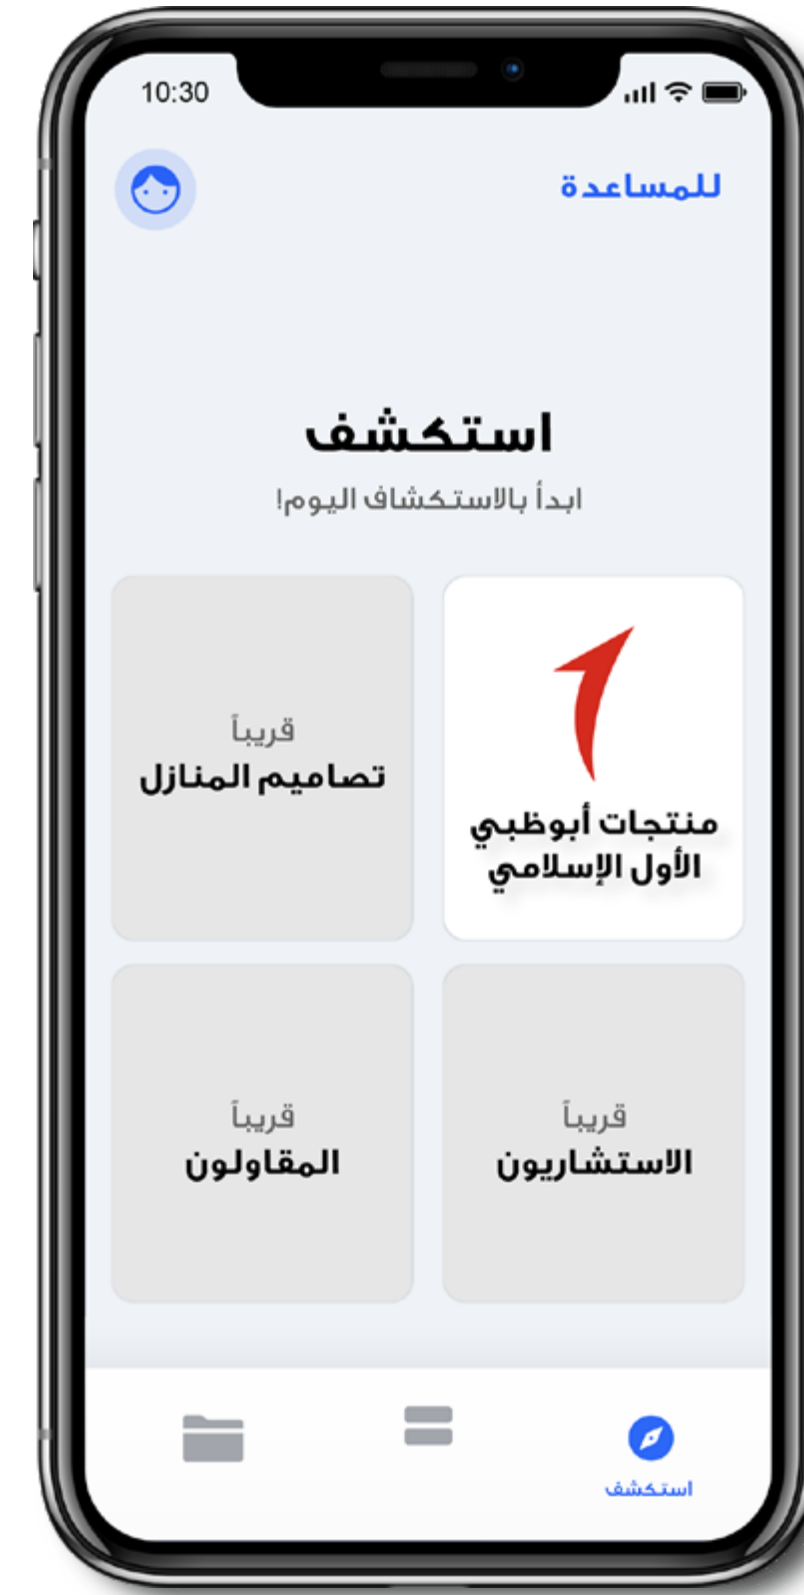 10:30
للمساعدة
استكشف
ابدأ بالاستكشاف اليوم!
منتجات أبوظبي
الأول الإسلامي
قريباً
تصاميم المنازل
قريباً
الاستشاريون
قريباً
المقاولون
استكشف